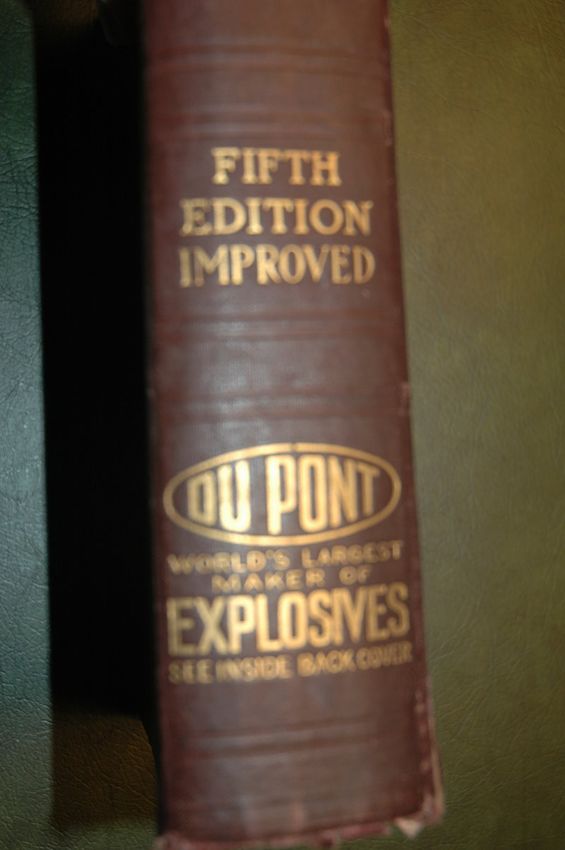 FIFTH
EDITION
IMPROVED
DU PONT
WORLD'S LARGEST
MAKER OF
EXPLOSIVES
SEE INSIDE BACK COVER